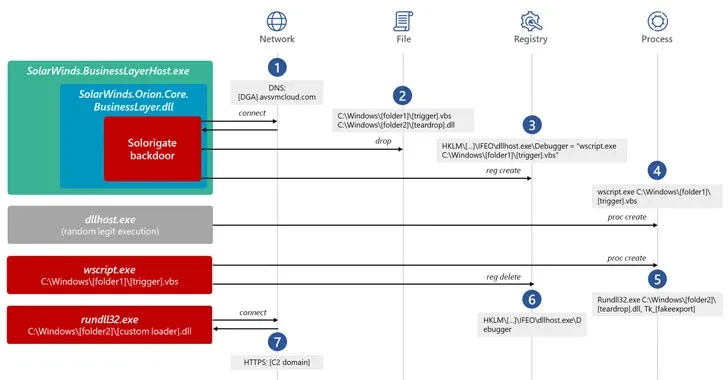 Network
File
Registry
Process
SolarWinds.BusinessLayerHost.exe
SolarWinds.Orion.Core.
BusinessLayer.dll
Solorigate
backdoor
1
DNS:
[DGA].avsvmcloud.com
connect
2
C:\Windows\[folder1]\[trigger].vbs
C:\Windows\[folder2]\[teardrop].dll
drop
3
HKLM\[...]\IFEO\dllhost.exe\Debugger = "wscript.exe
C:\Windows\[folder1]\[trigger].vbs"
reg create
4
wscript.exe C:\Windows\[folder1]\
[trigger].vbs
dllhost.exe
(random legit execution)
proc create
wscript.exe
C:\Windows\[folder1]\[trigger].vbs
proc create
5
Rundll32.exe C:\Windows\[folder2]\
[teardrop].dll, Tk_[fakeexport]
reg delete
6
HKLM\[...]\IFEO\dllhost.exe\D
ebugger
rundll32.exe
C:\Windows\[folder2]\[custom loader].dll
connect
7
HTTPS: [C2 domain]